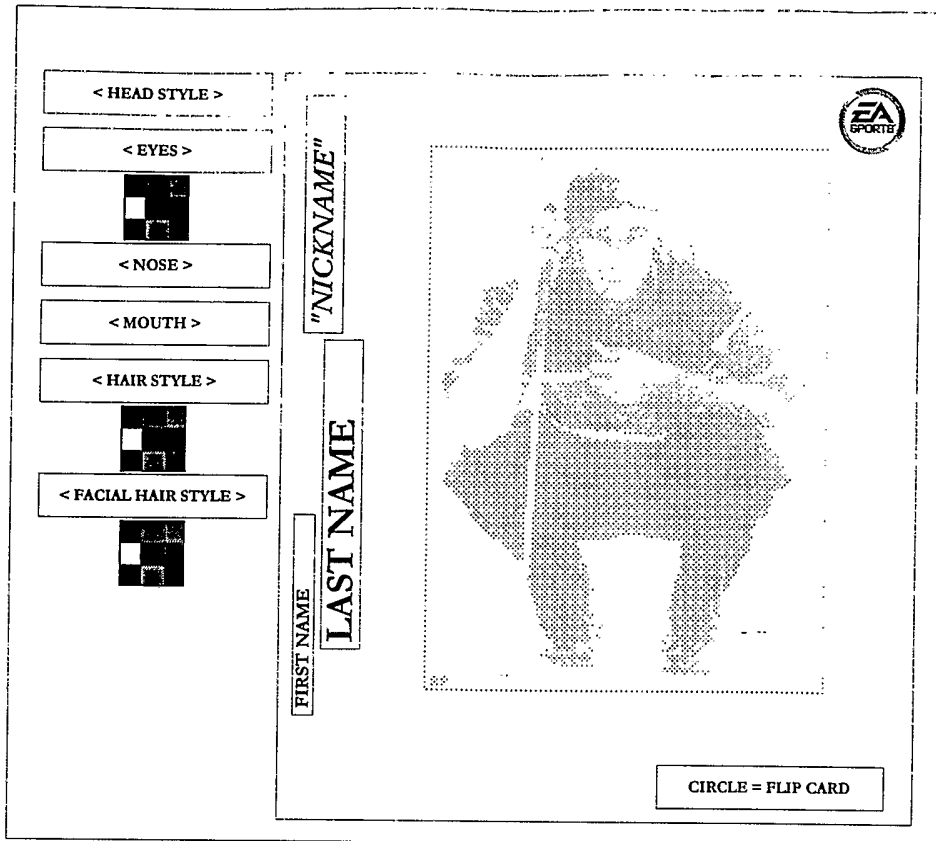 < HEAD STYLE >
< EYES >
< NOSE >
< MOUTH >
< HAIR STYLE >
< FACIAL HAIR STYLE >
"NICKNAME"
LAST NAME
FIRST NAME
EA
SPORTS
CIRCLE = FLIP CARD